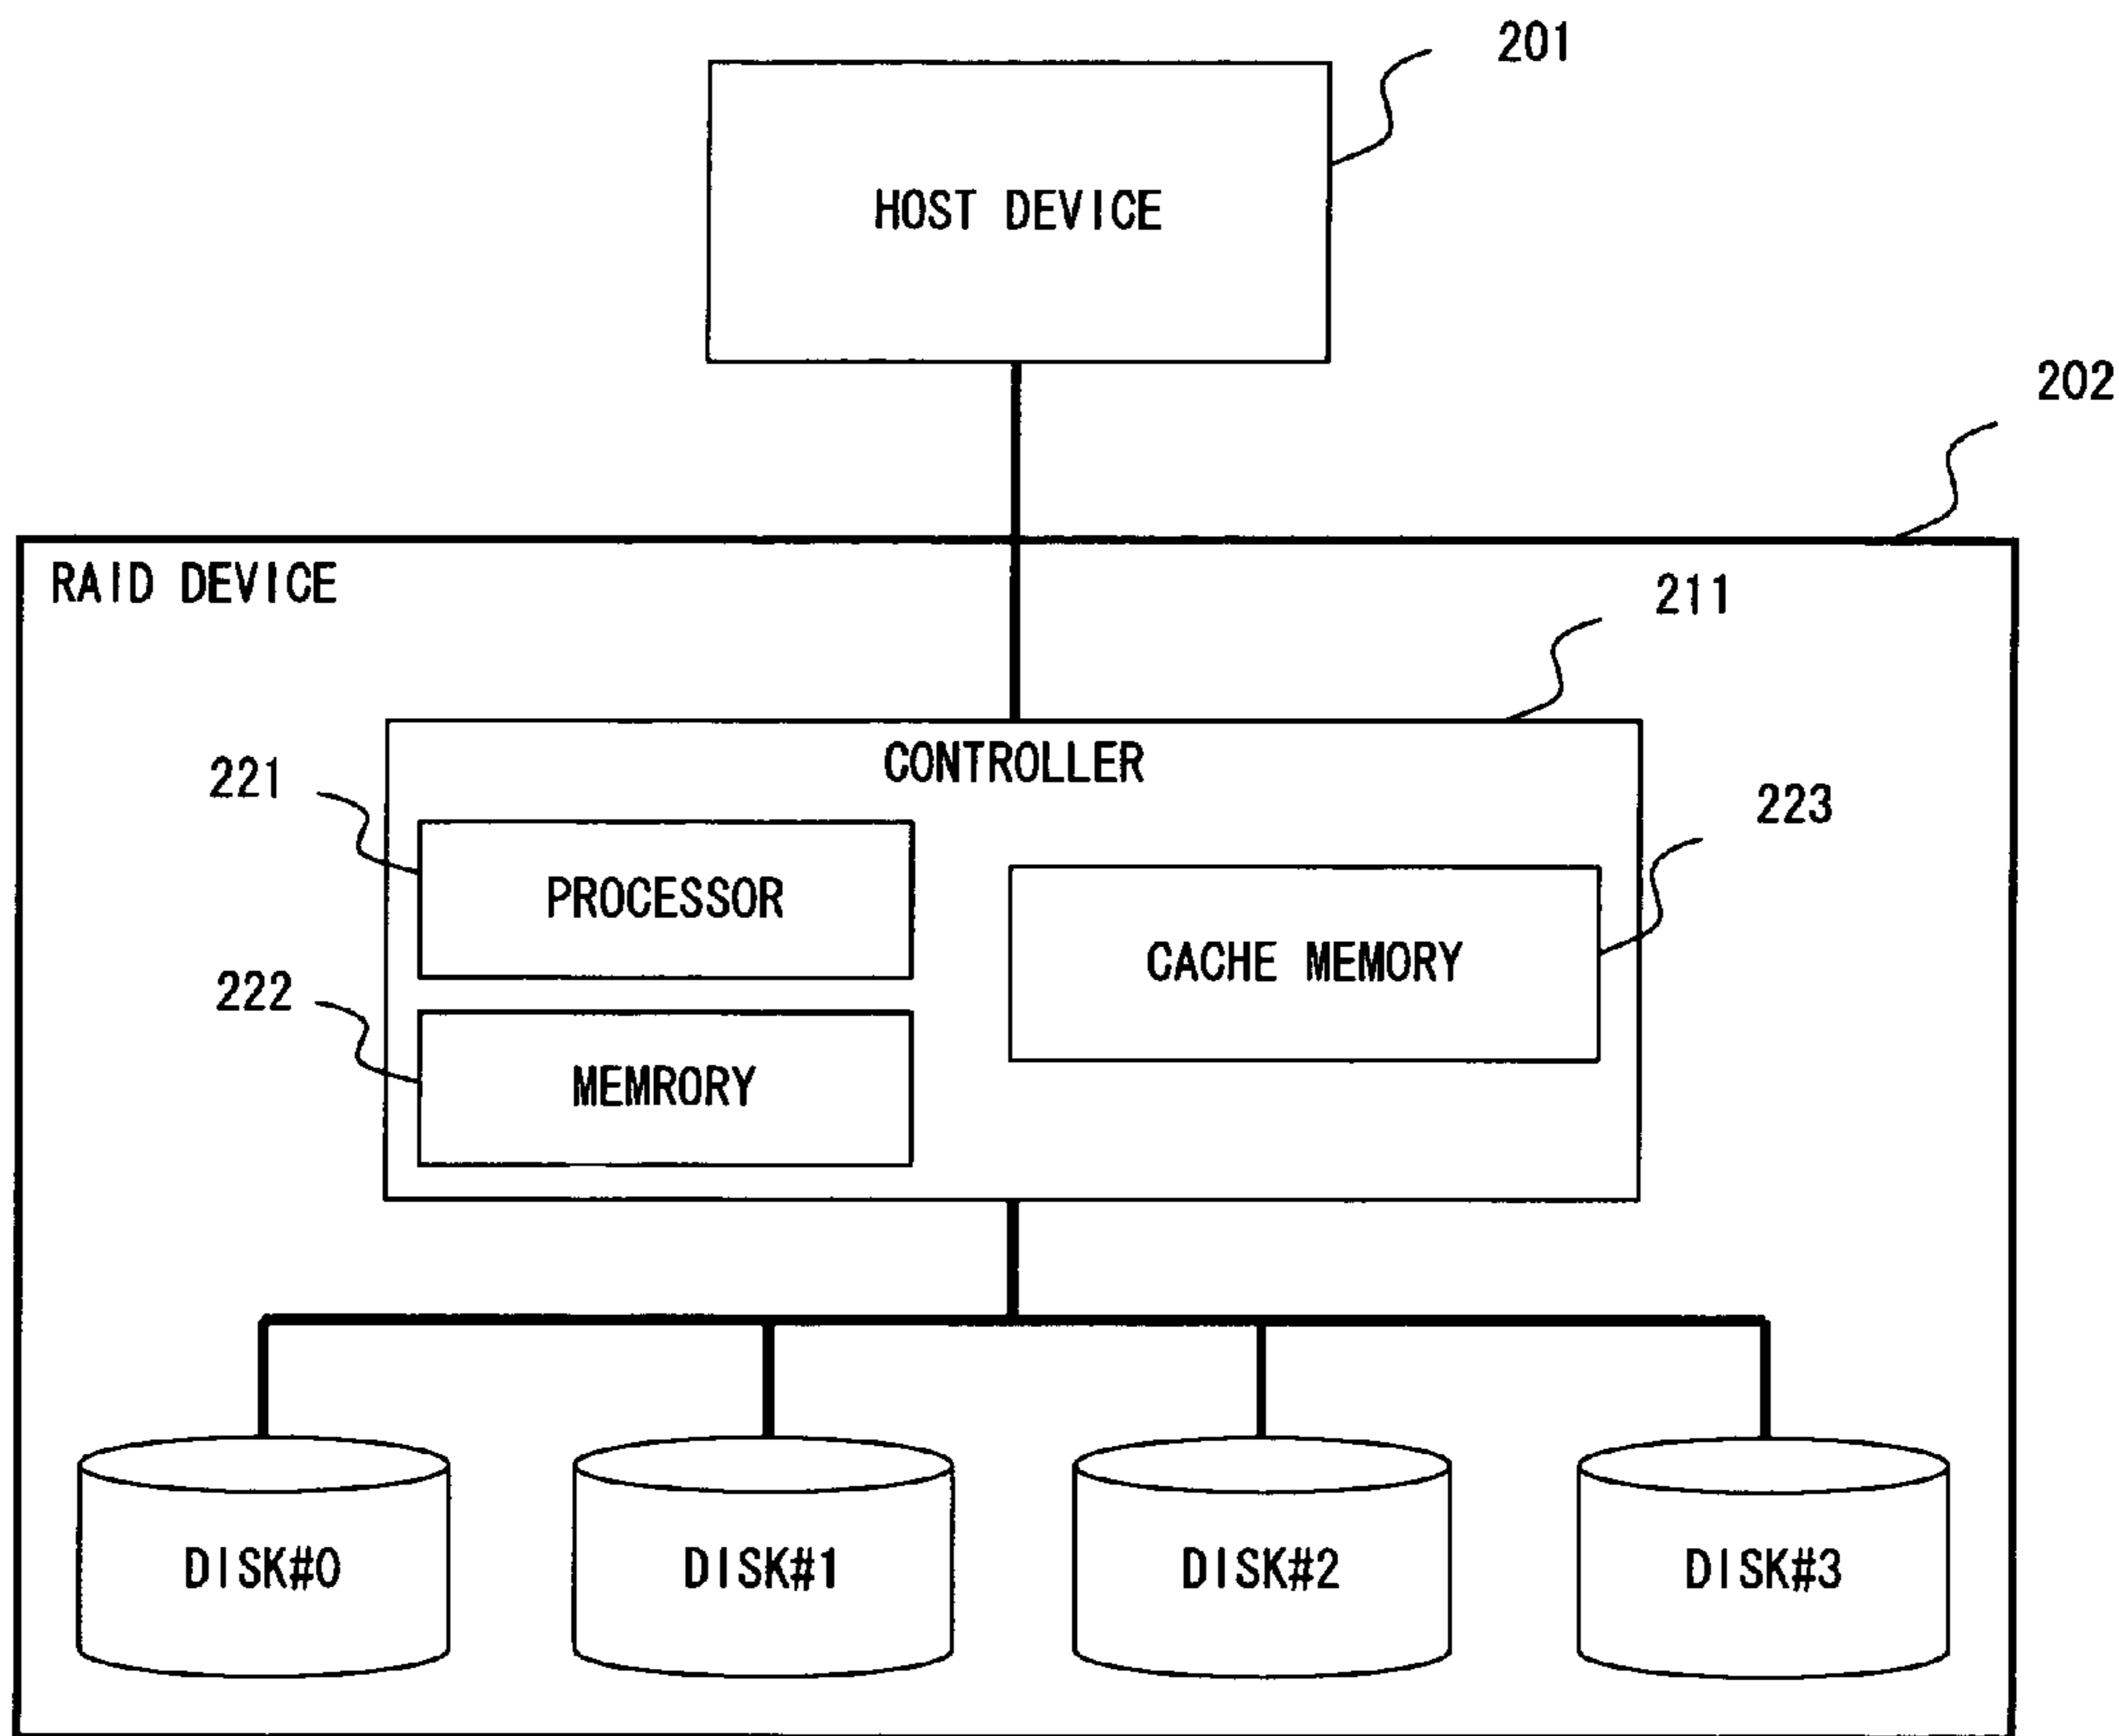 201
HOST DEVICE
202
RAID DEVICE
211
CONTROLLER
221
223
PROCESSOR
CACHE MEMORY
222
MEMRORY
DISK#0
DISK#1
DISK#2
DISK#3